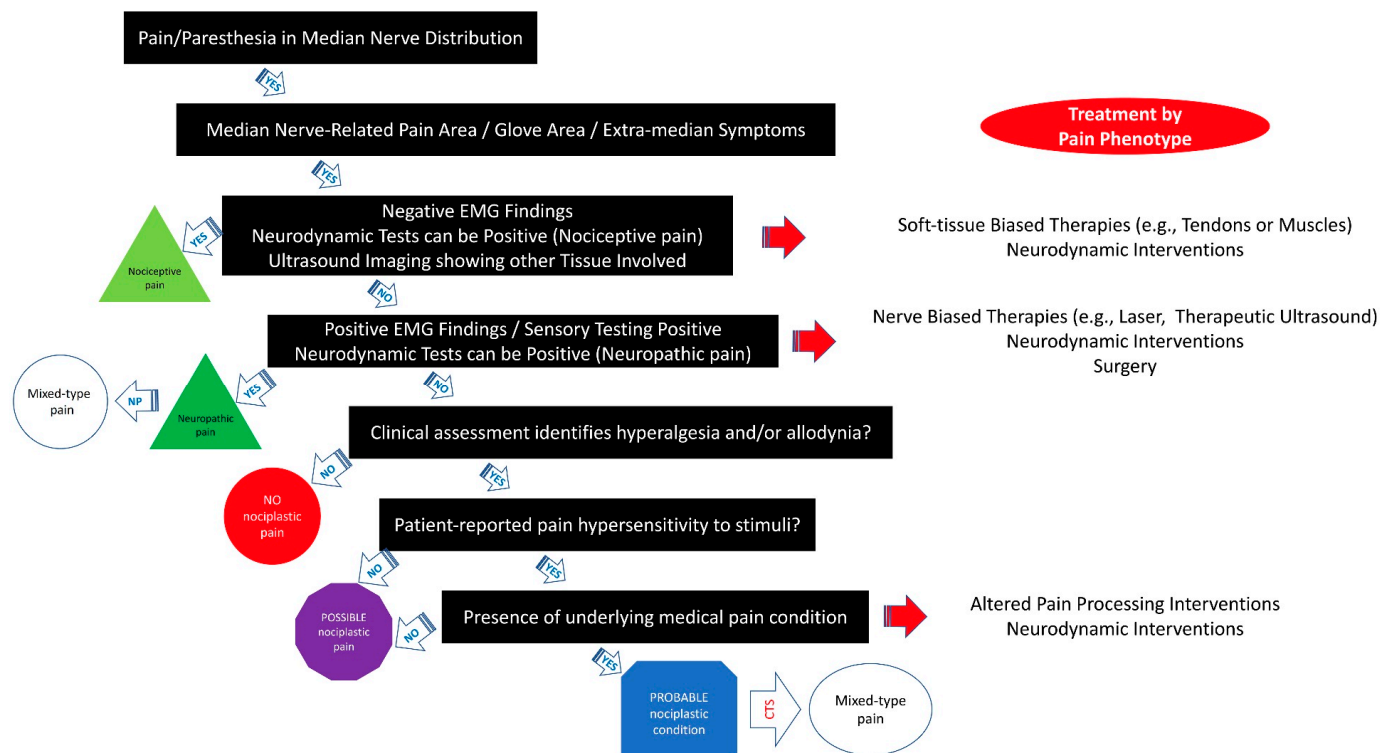 Pain/Paresthesia in Median Nerve Distribution
YES
Median Nerve-Related Pain Area / Glove Area / Extra-median Symptoms
Treatment by
Pain Phenotype
YES
Negative EMG Findings
Neurodynamic Tests can be Positive (Nociceptive pain)
Ultrasound Imaging showing other Tissue Involved
YES
Nociceptive
pain
Soft-tissue Biased Therapies (e.g., Tendons or Muscles)
Neurodynamic Interventions
NO
Positive EMG Findings / Sensory Testing Positive
Neurodynamic Tests can be Positive (Neuropathic pain)
Nerve Biased Therapies (e.g., Laser, Therapeutic Ultrasound)
Neurodynamic Interventions
Surgery
YES
Neuropathic
pain
NP
Mixed-type
pain
NO
Clinical assessment identifies hyperalgesia and/or allodynia?
NO
NO
nociplastic
pain
YES
Patient-reported pain hypersensitivity to stimuli?
NO
YES
POSSIBLE
nociplastic
pain
NO
Presence of underlying medical pain condition
Altered Pain Processing Interventions
Neurodynamic Interventions
YES
PROBABLE
nociplastic
condition
CTS
Mixed-type
pain